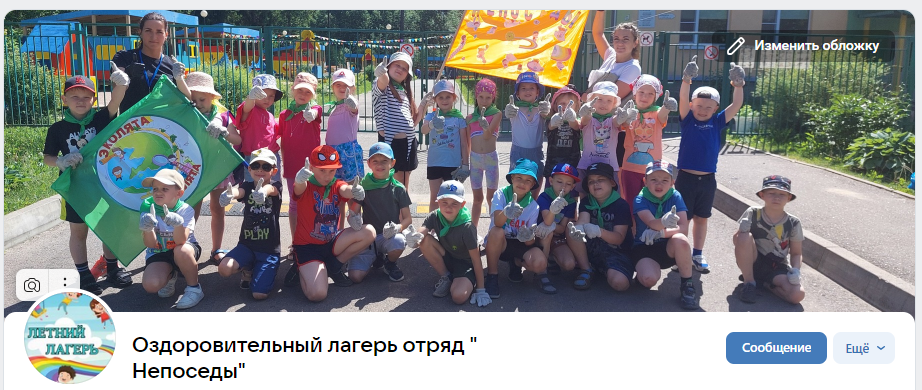 ЭКОЛЯТА
PLAY
Изменить обложку
ЛЕТНИЙ
ЛАГЕРЬ
Оздоровительный лагерь отряд "
Непоседы"
Сообщение
Ещё